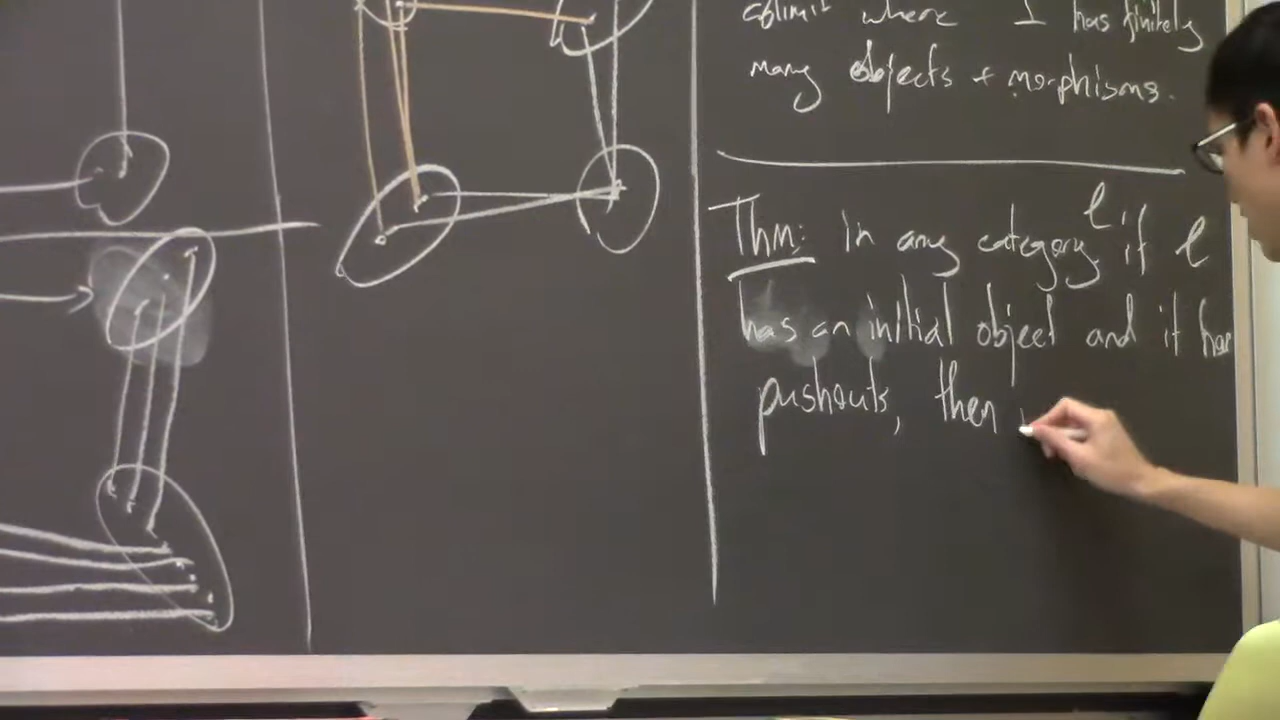 colimit where I has finitely
many objects + morphisms.
Thm: in any category C if C
has an initial object and it has
pushouts, then